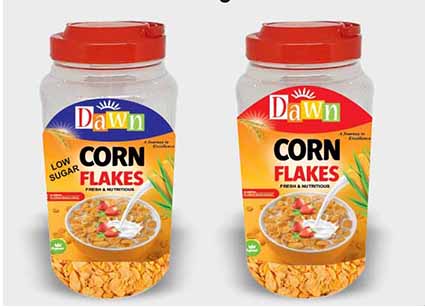 Dawn
A Journey to
Excellence
LOW
SUGAR
CORN
FLAKES
FRESH & NUTRITIOUS
Dawn
A Journey to
Excellence
CORN
FLAKES
FRESH & NUTRITIOUS